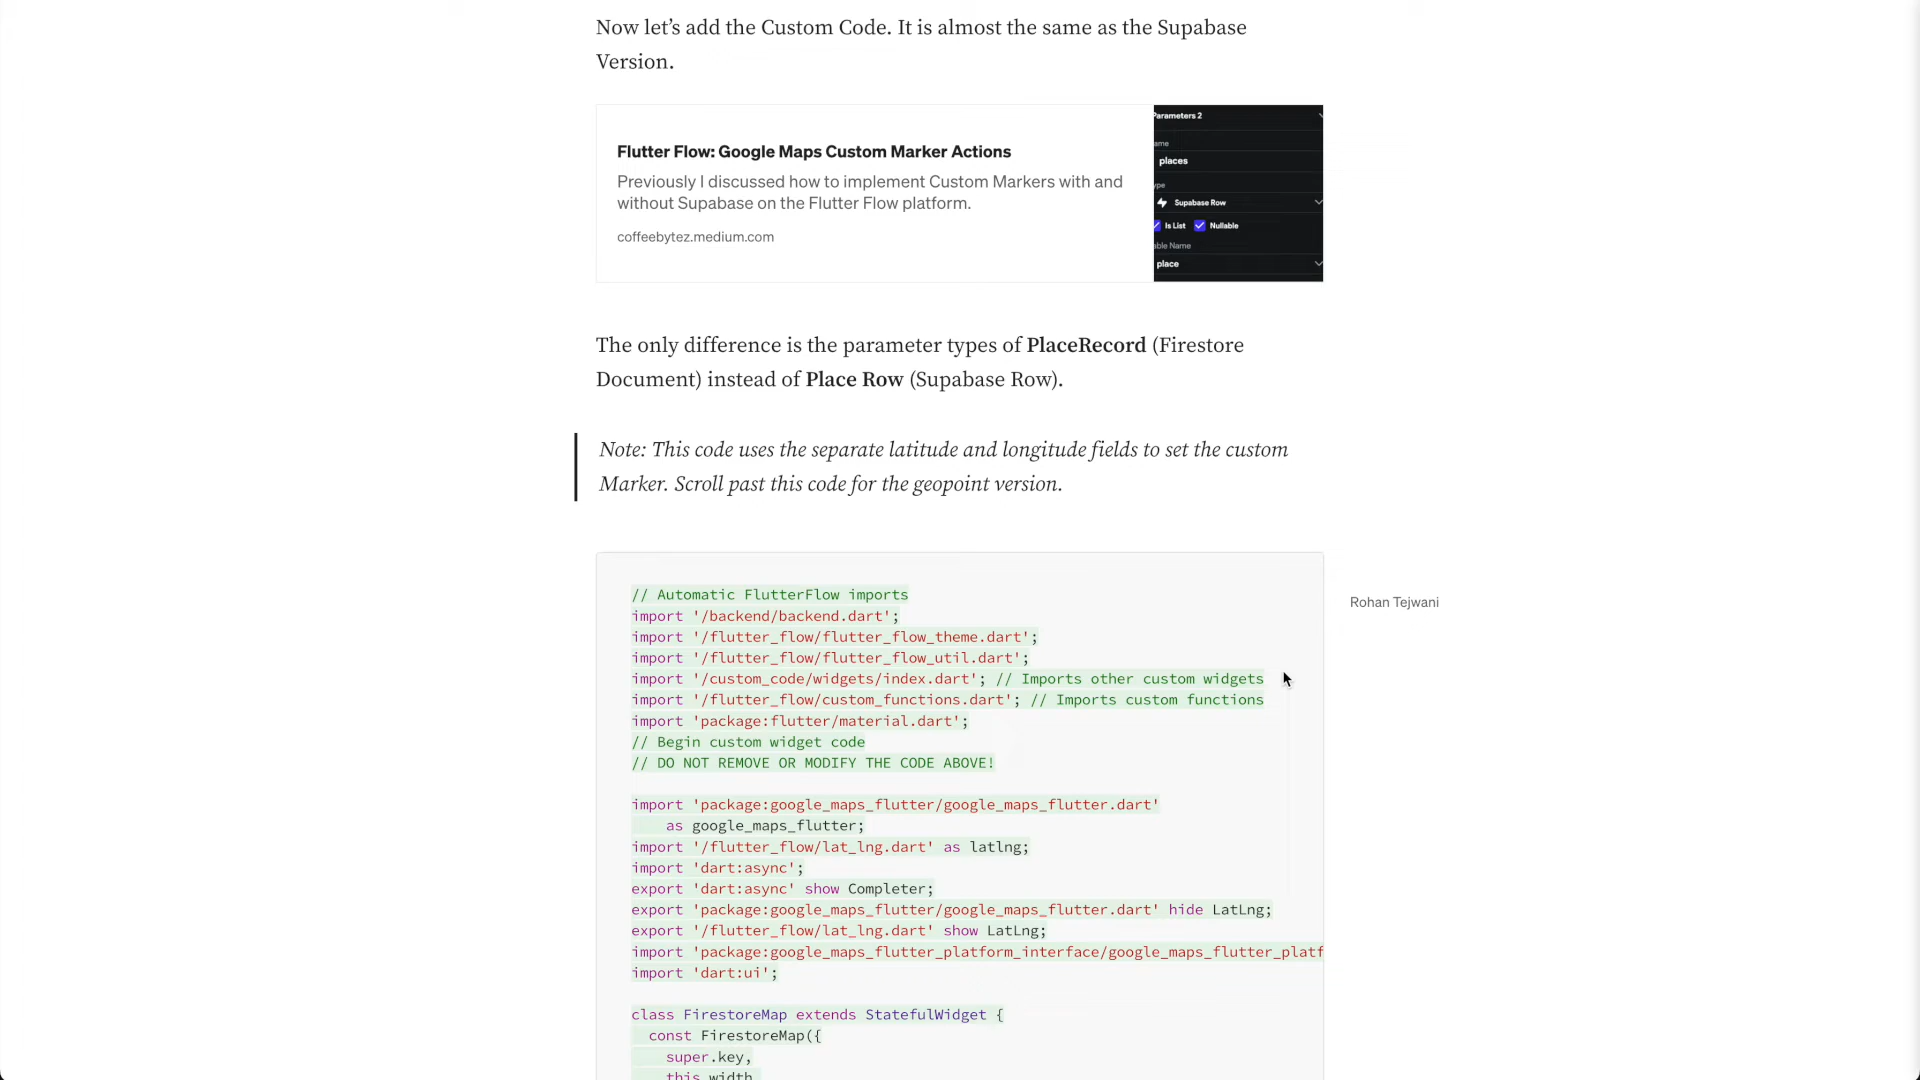 Now let’s add the Custom Code. It is almost the same as the Supabase
Version.
Flutter Flow: Google Maps Custom Marker Actions
Previously I discussed how to implement Custom Markers with and
without Supabase on the Flutter Flow platform.
coffeebytez.medium.com
Parameters 2
ame
places
ype
Supabase Row
Is List Nullable
able Name
place
The only difference is the parameter types of PlaceRecord (Firestore
Document) instead of Place Row (Supabase Row).
Note: This code uses the separate latitude and longitude fields to set the custom
Marker. Scroll past this code for the geopoint version.
// Automatic FlutterFlow imports
import '/backend/backend.dart';
import '/flutter_flow/flutter_flow_theme.dart';
import '/flutter_flow/flutter_flow_util.dart';
import '/custom_code/widgets/index.dart'; // Imports other custom widgets
import '/flutter_flow/custom_functions.dart'; // Imports custom functions
import 'package:flutter/material.dart';
// Begin custom widget code
// DO NOT REMOVE OR MODIFY THE CODE ABOVE!
import 'package:google_maps_flutter/google_maps_flutter.dart'
    as google_maps_flutter;
import '/flutter_flow/lat_lng.dart' as latlng;
import 'dart:async';
export 'dart:async' show Completer;
export 'package:google_maps_flutter/google_maps_flutter.dart' hide LatLng;
export '/flutter_flow/lat_lng.dart' show LatLng;
import 'package:google_maps_flutter_platform_interface/google_maps_flutter_platf
import 'dart:ui';
class FirestoreMap extends StatefulWidget {
  const FirestoreMap({
    super.key,
    this.width
Rohan Tejwani